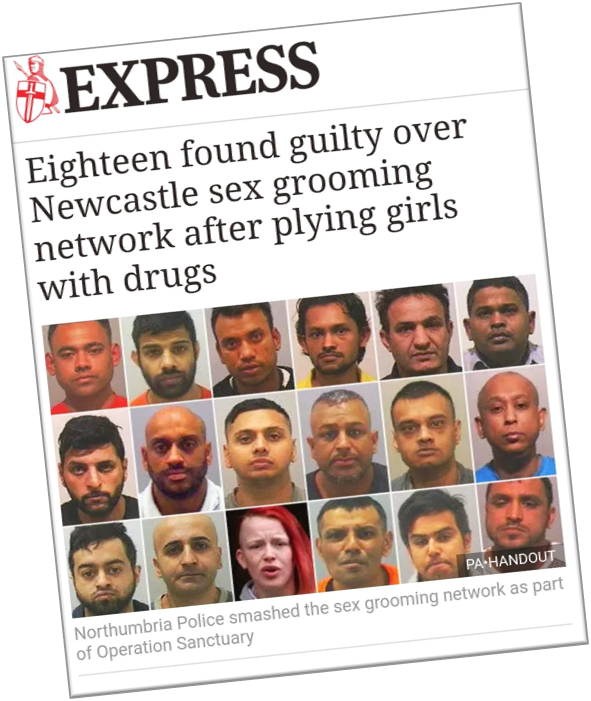 EXPRESS
Eighteen found guilty over
Newcastle sex grooming
network after plying girls
with drugs
PA•HANDOUT
Northumbria Police smashed the sex grooming network as part
of Operation Sanctuary